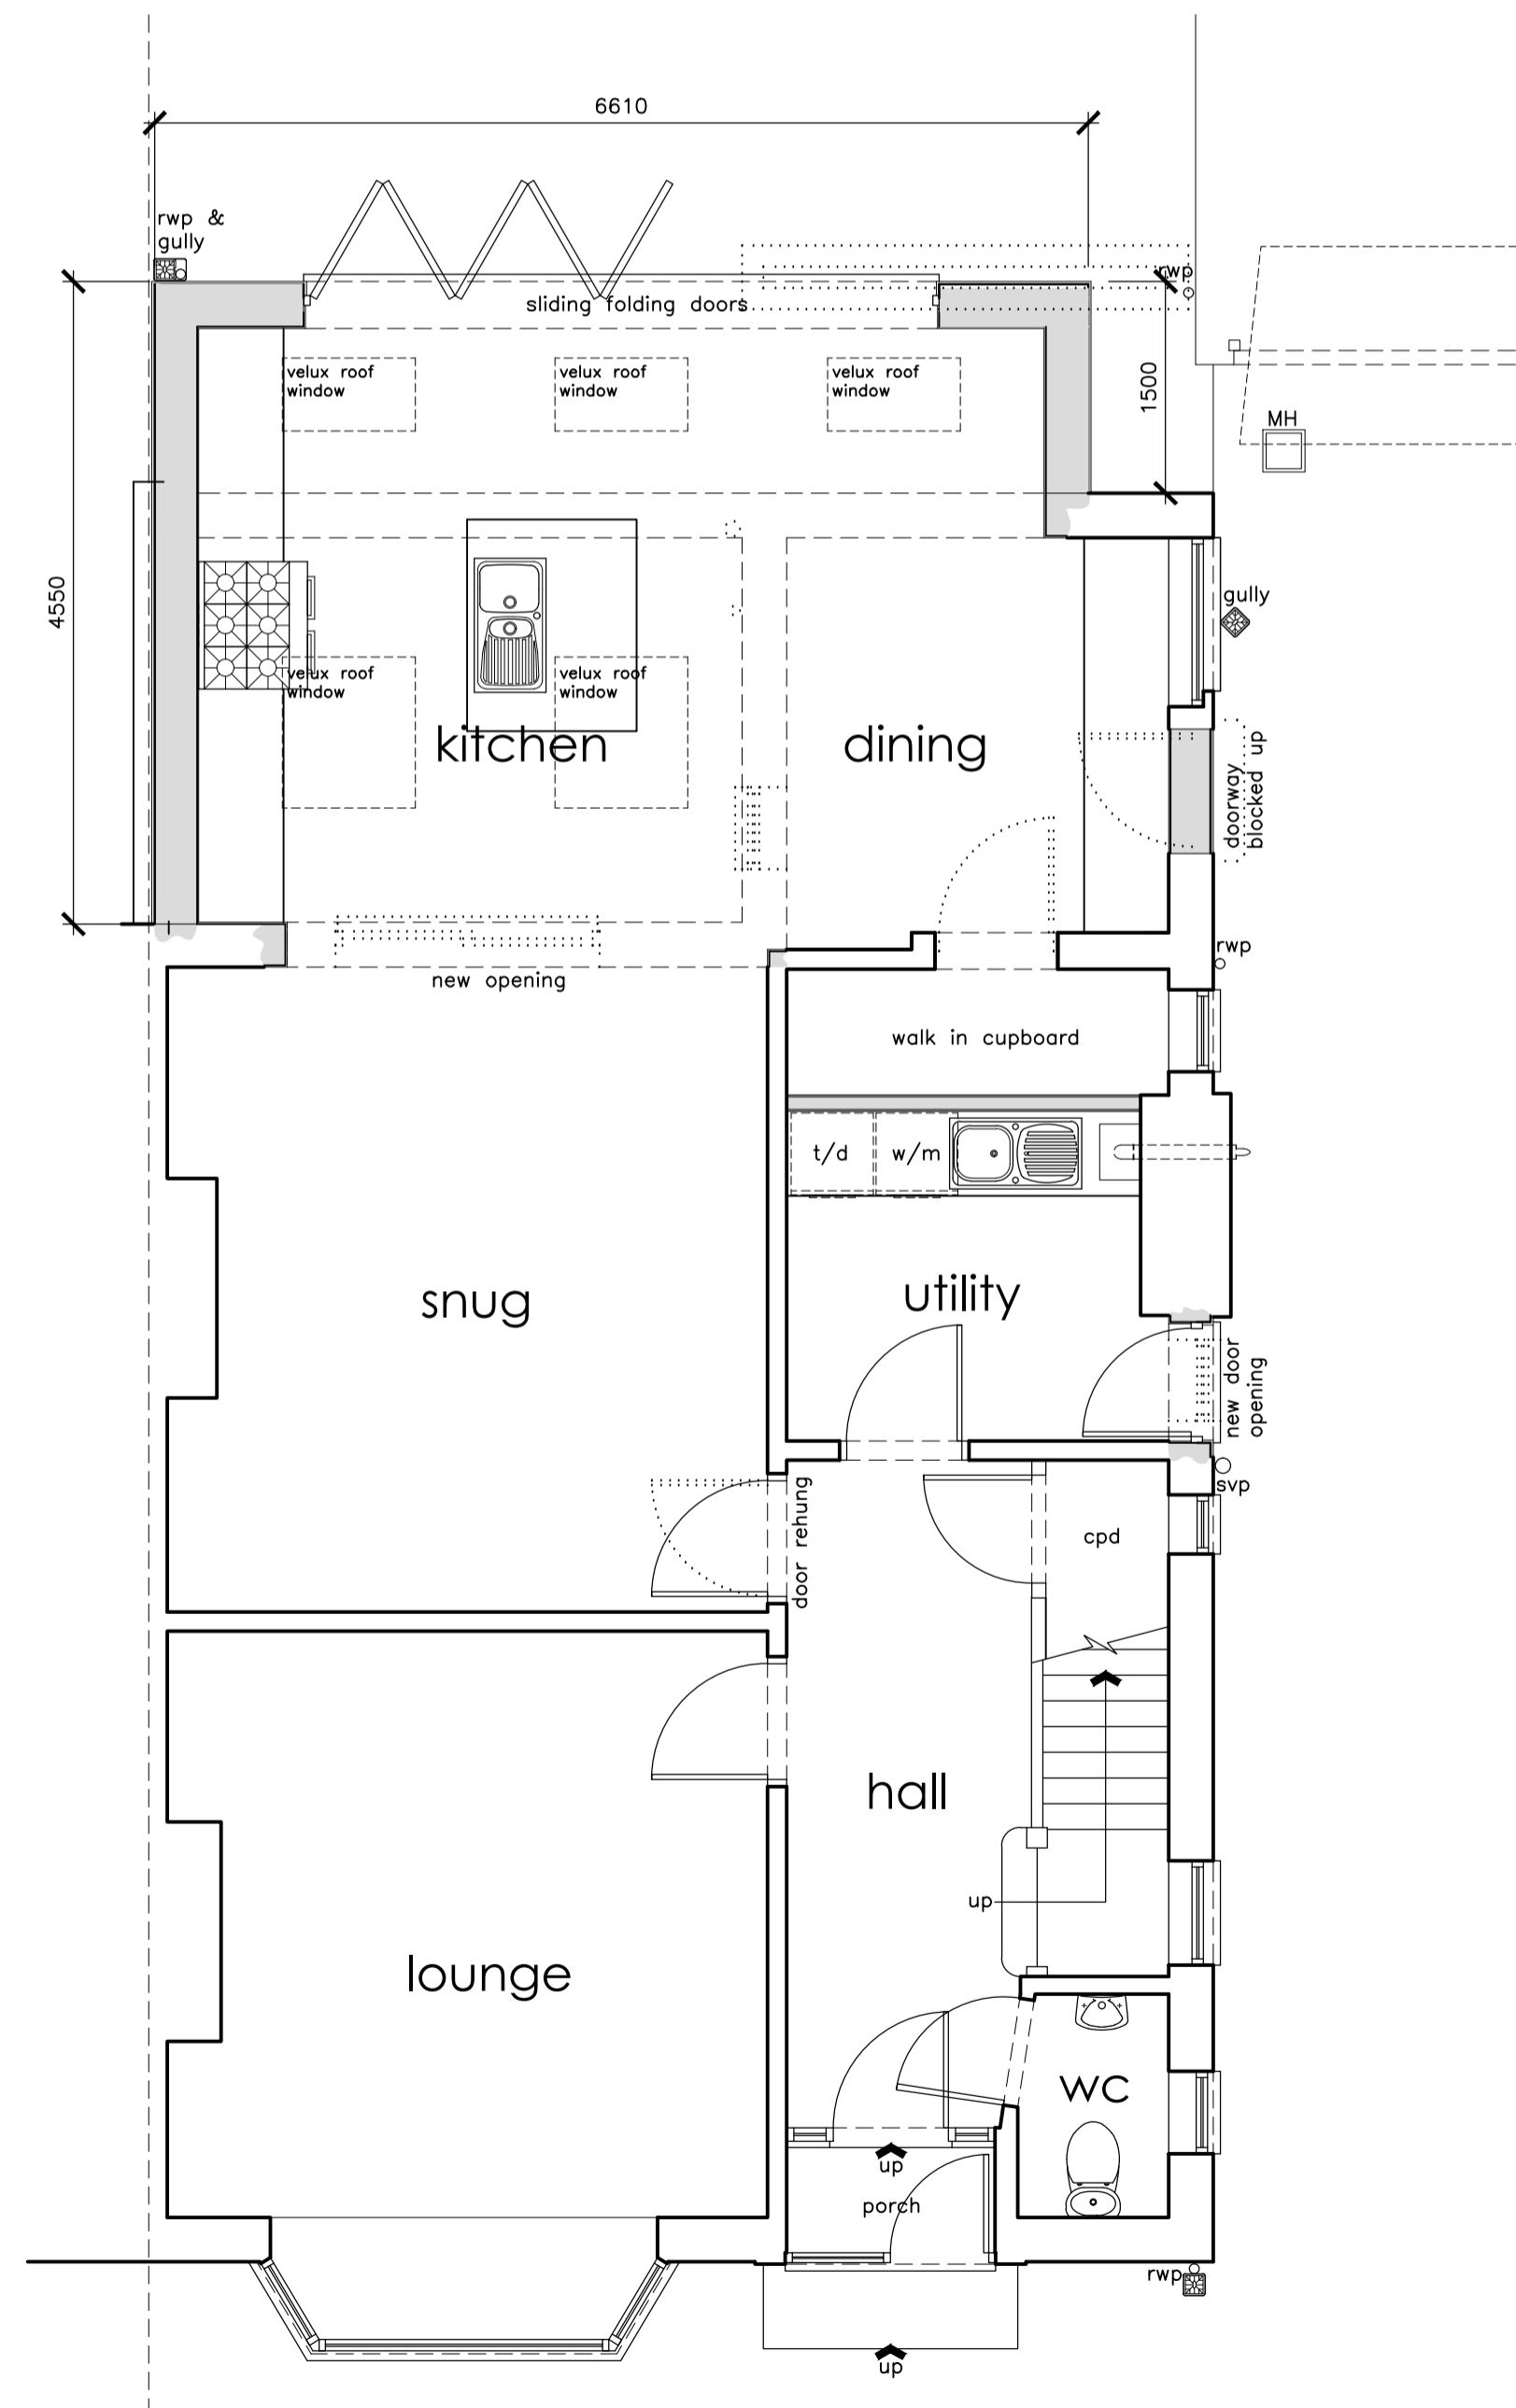 6610
rwp &
gully
rwp
sliding folding doors
velux roof
window
velux roof
window
velux roof
window
1500
MH
4550
gully
velux roof
window
velux roof
window
kitchen
dining
doorway
blocked up
rwp
new opening
walk in cupboard
t/d
w/m
snug
utility
new door
opening
svp
door rehung
cpd
hall
up
lounge
wc
up
porch
rwp
up